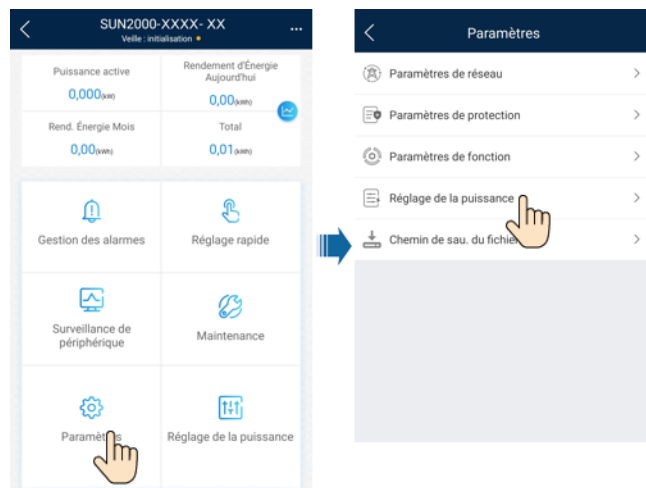 SUN2000-XXXX- XX
Veille : initialisation
Puissance active
0,000(kW)
Rendement d'Énergie
Aujourd'hui
0,00(kWh)
Rend. Énergie Mois
0,00(kWh)
Total
0,01(kWh)
Gestion des alarmes
Réglage rapide
Surveillance de
périphérique
Maintenance
Paramètres
Réglage de la puissance
Paramètres
Paramètres de réseau
Paramètres de protection
Paramètres de fonction
Réglage de la puissance
Chemin de sau. du fichier